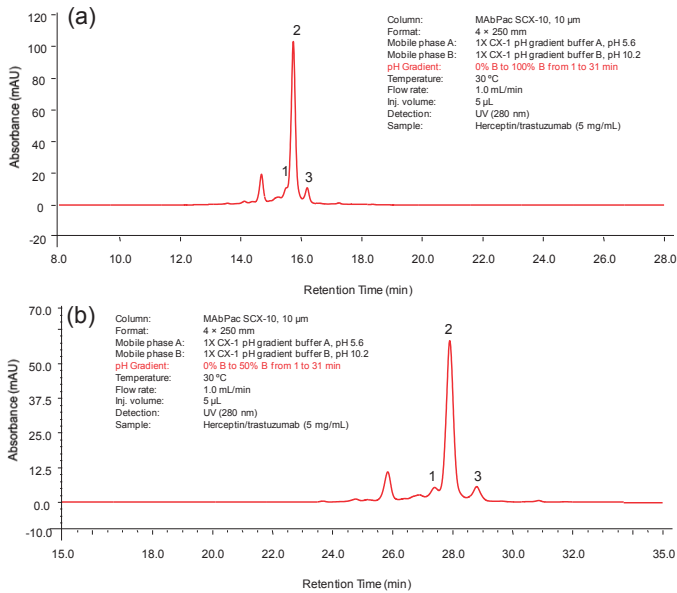 (a)
Column: MAbPac SCX-10, 10 µm
Format: 4 × 250 mm
Mobile phase A: 1X CX-1 pH gradient buffer A, pH 5.6
Mobile phase B: 1X CX-1 pH gradient buffer B, pH 10.2
pH Gradient: 0% B to 100% B from 1 to 31 min
Temperature: 30 ºC
Flow rate: 1.0 mL/min
Inj. volume: 5 µL
Detection: UV (280 nm)
Sample: Herceptin/trastuzumab (5 mg/mL)
Absorbance (mAU)
120
100
80
60
40
20
0
-20
2
1
3
8.0 10.0 12.0 14.0 16.0 18.0 20.0 22.0 24.0 26.0 28.0
Retention Time (min)
(b)
Column: MAbPac SCX-10, 10 µm
Format: 4 × 250 mm
Mobile phase A: 1X CX-1 pH gradient buffer A, pH 5.6
Mobile phase B: 1X CX-1 pH gradient buffer B, pH 10.2
pH Gradient: 0% B to 50% B from 1 to 31 min
Temperature: 30 ºC
Flow rate: 1.0 mL/min
Inj. volume: 5 µL
Detection: UV (280 nm)
Sample: Herceptin/trastuzumab (5 mg/mL)
Absorbance (mAU)
70.0
50.0
37.5
25.0
12.5
0.0
-10.0
2
1
3
15.0 18.0 20.0 22.0 24.0 26.0 28.0 30.0 32.0 35.0
Retention Time (min)